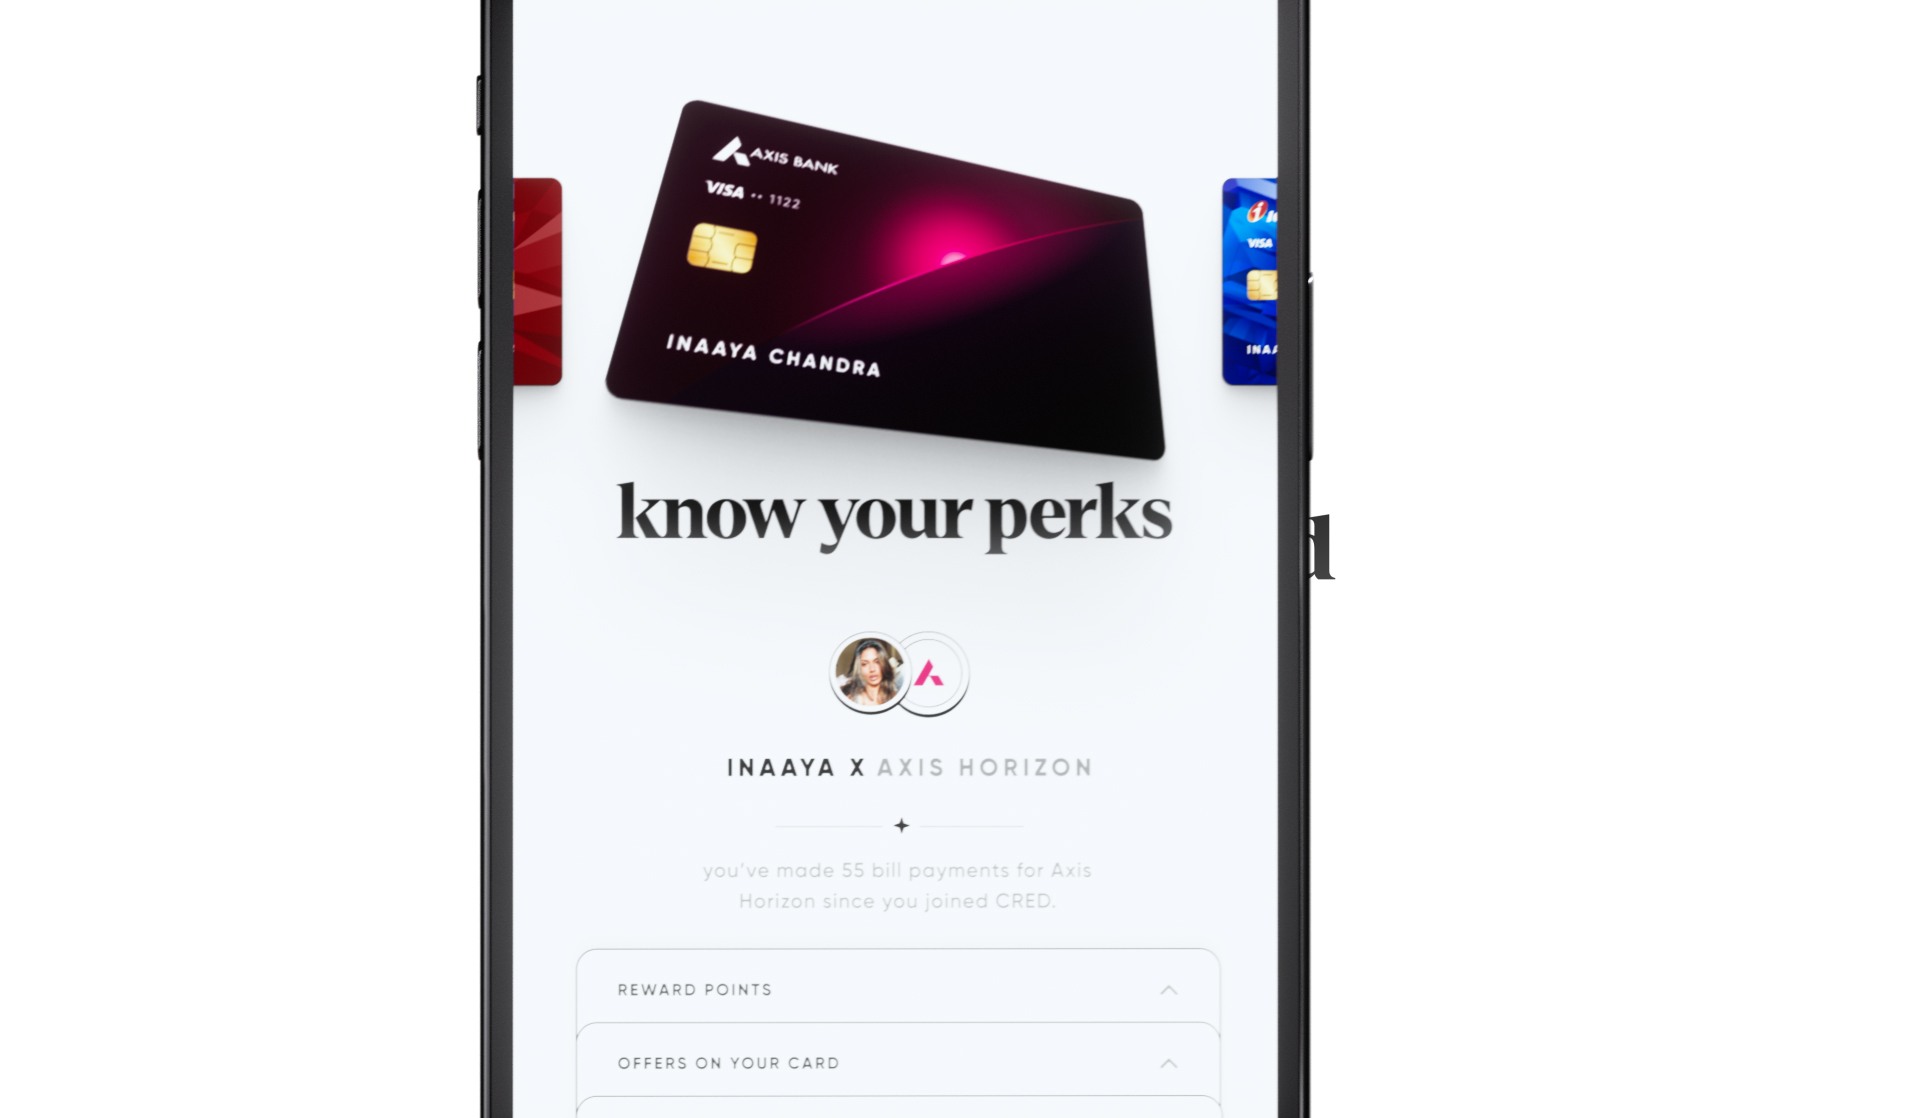 AXIS BANK
VISA •• 1122
INAAYA CHANDRA
VISA
know your perks
d
INAAYA X AXIS HORIZON
you've made 55 bill payments for Axis
Horizon since you joined CRED.
REWARD POINTS
OFFERS ON YOUR CARD